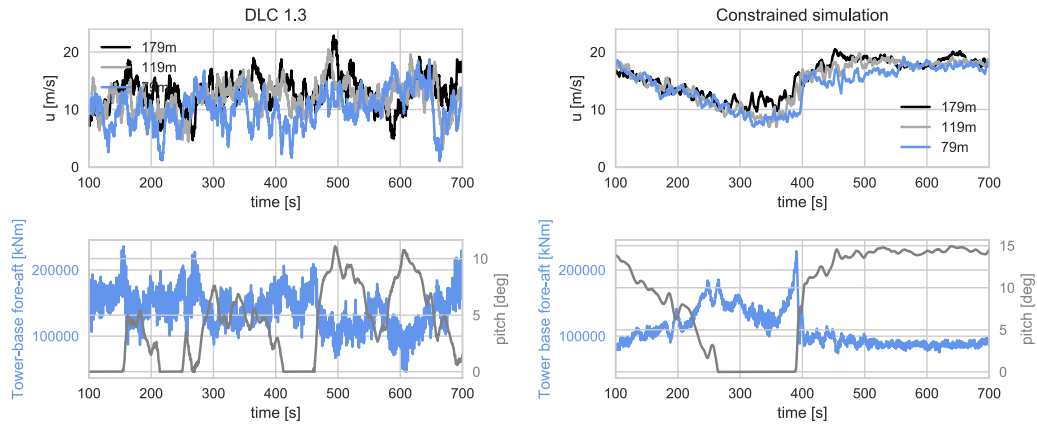 DLC 1.3
Constrained simulation
u [m/s]
20
10
0
179m
119m
100 200 300 400 500 600 700
time [s]
u [m/s]
20
10
0
179m
119m
79m
100 200 300 400 500 600 700
time [s]
Tower-base fore-aft [kNm]
200000
100000
10
5
0
pitch [deg]
100 200 300 400 500 600 700
time [s]
Tower base fore-aft [kNm]
200000
100000
15
10
5
0
pitch [deg]
100 200 300 400 500 600 700
time [s]